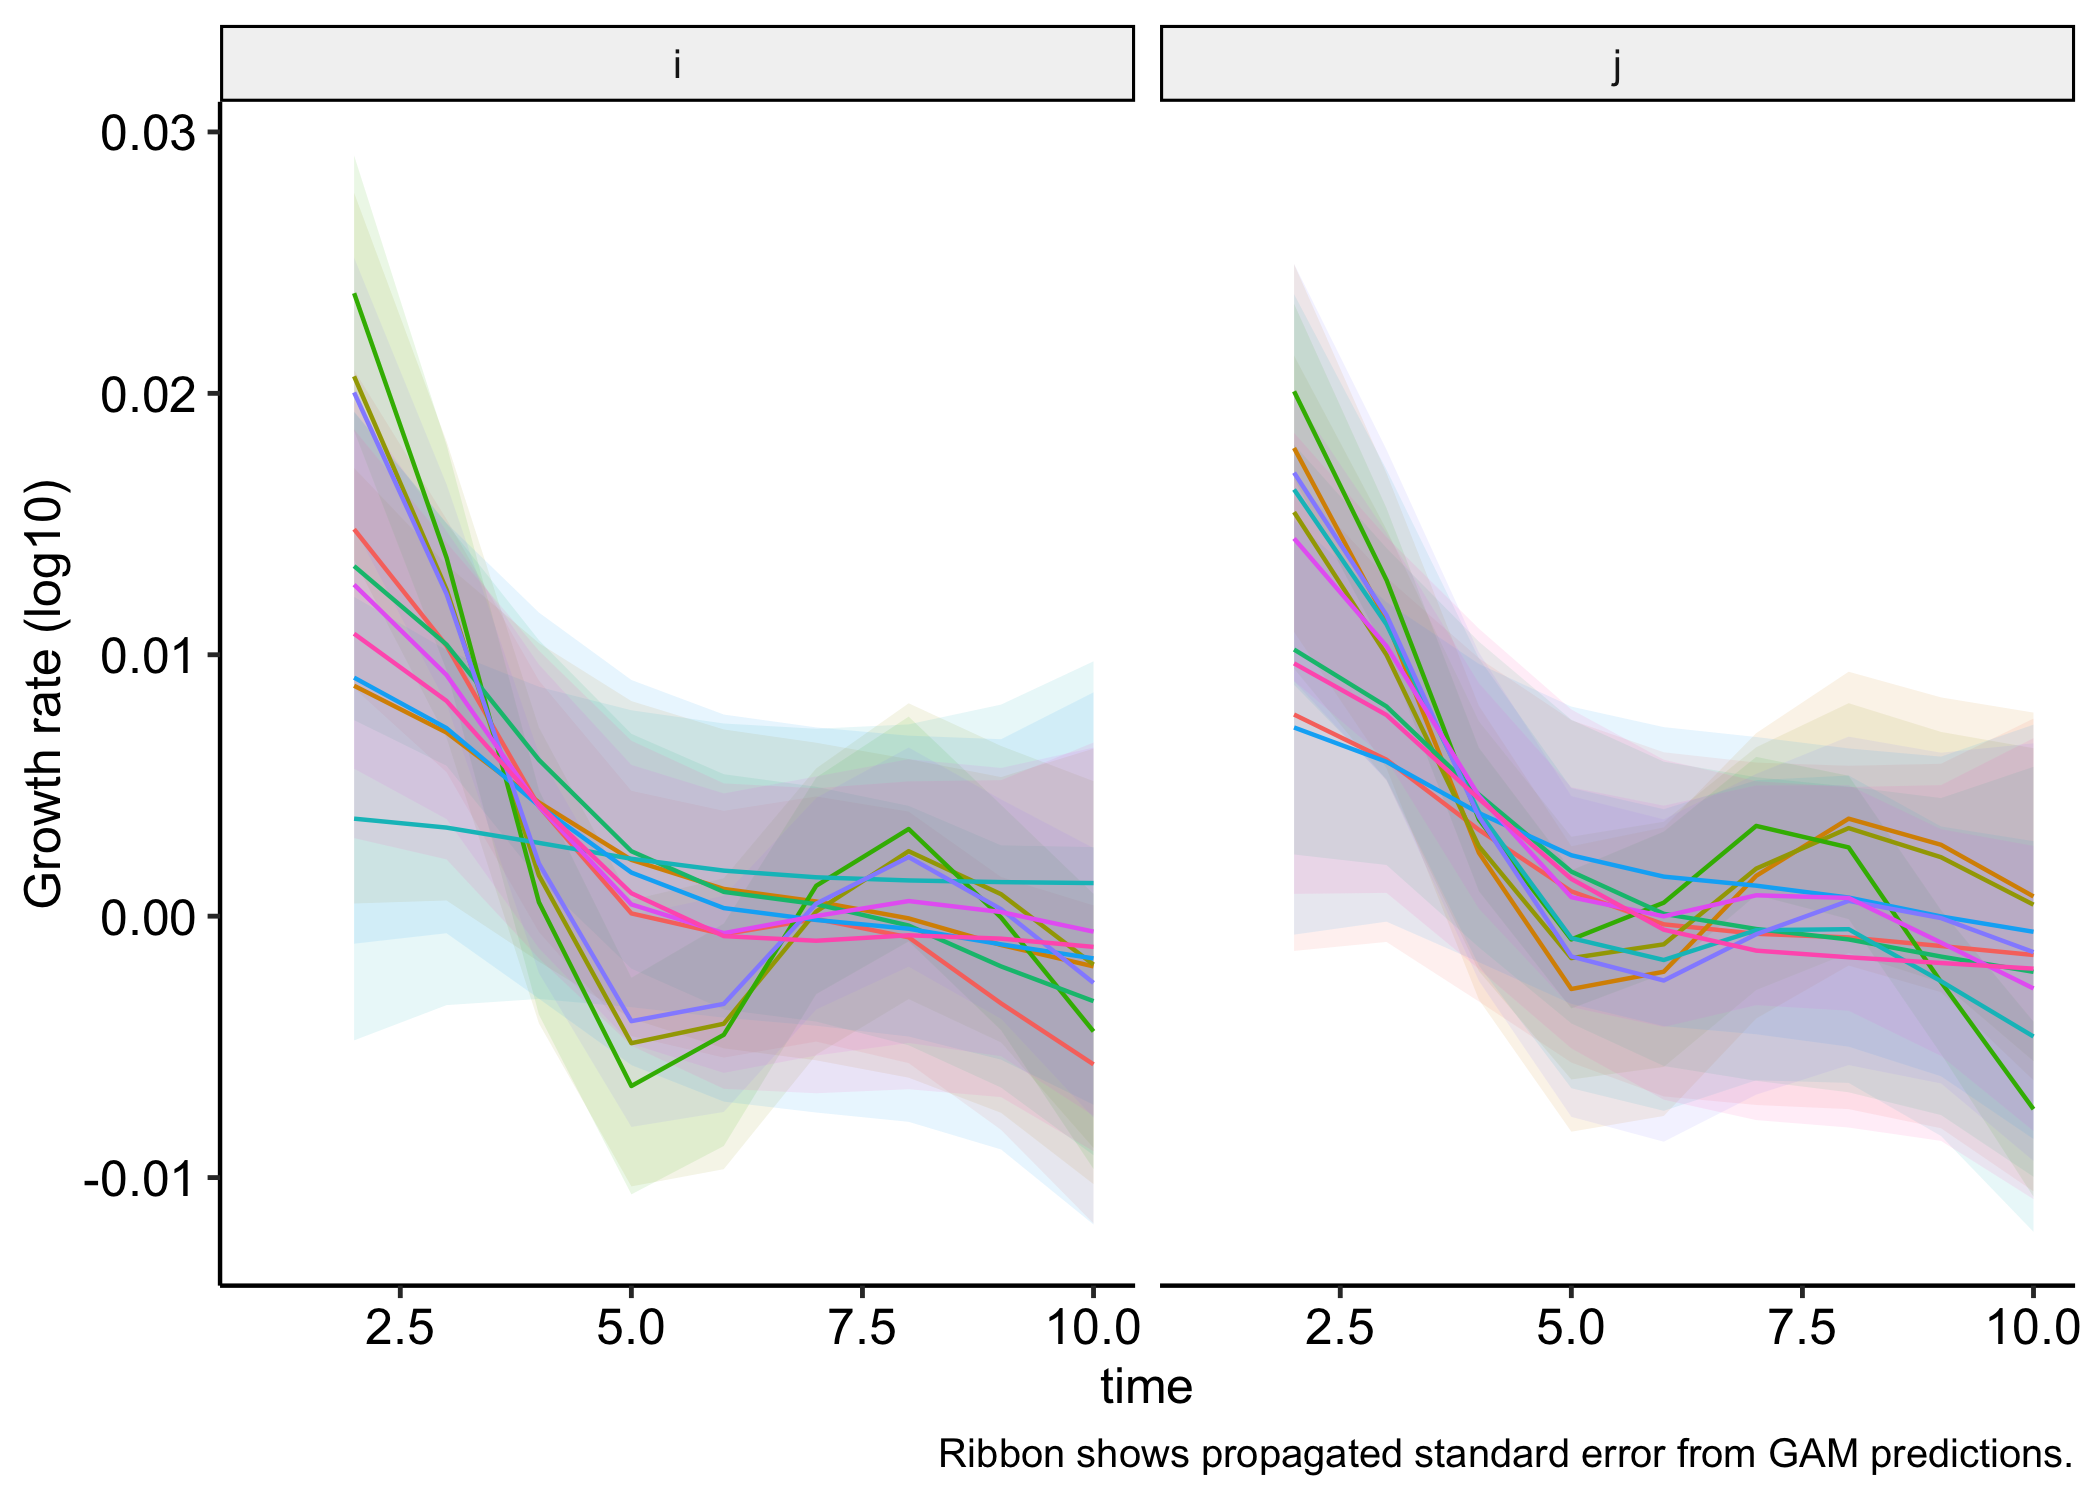 i
j
Growth rate (log10)
0.03
0.02
0.01
0.00
-0.01
2.5 5.0 7.5 10.0
2.5 5.0 7.5 10.0
time
Ribbon shows propagated standard error from GAM predictions.